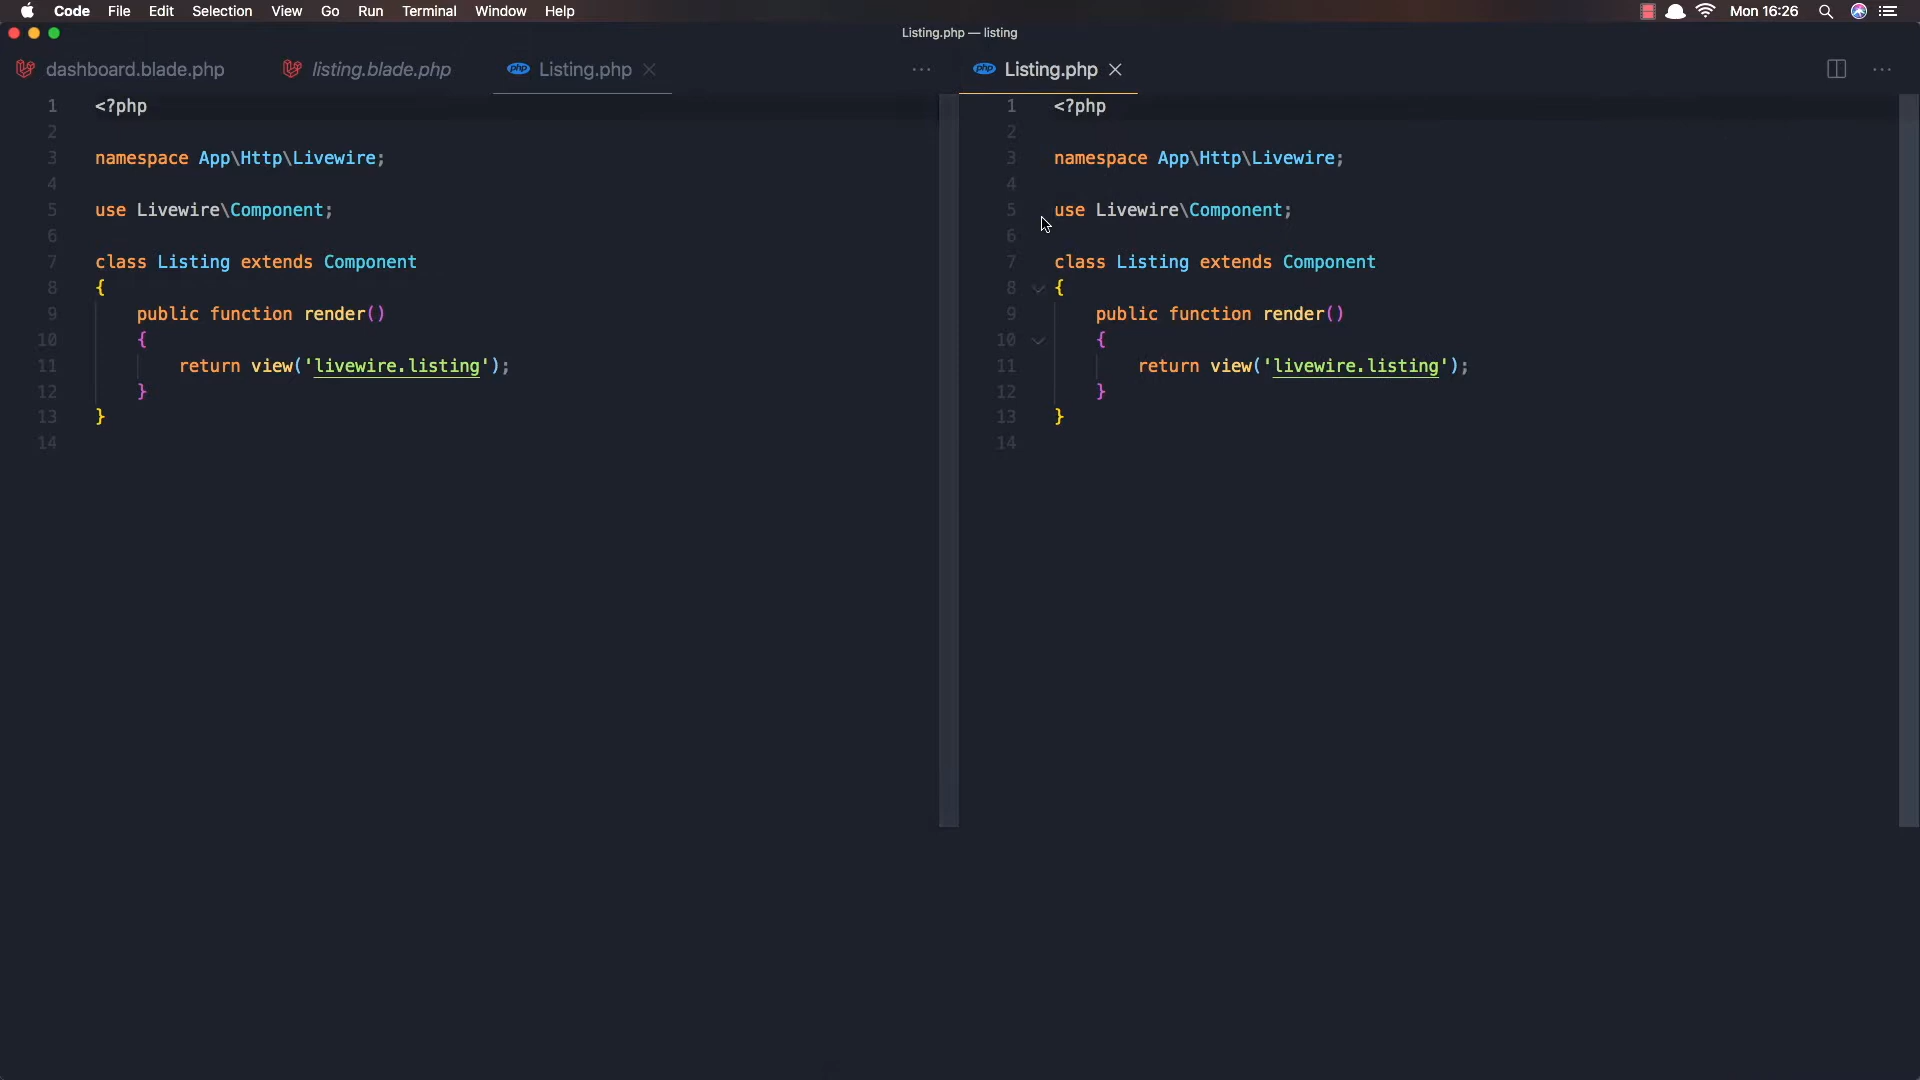 Code File Edit Selection View Go Run Terminal Window Help Mon 16:26
Listing.php — listing
dashboard.blade.php listing.blade.php php Listing.php
1 <?php
2
3 namespace App\Http\Livewire;
4
5 use Livewire\Component;
6
7 class Listing extends Component
8 {
9 public function render()
10 {
11 return view('livewire.listing');
12 }
13 }
14
php Listing.php
1 <?php
2
3 namespace App\Http\Livewire;
4
5 use Livewire\Component;
6
7 class Listing extends Component
8 {
9 public function render()
10 {
11 return view('livewire.listing');
12 }
13 }
14